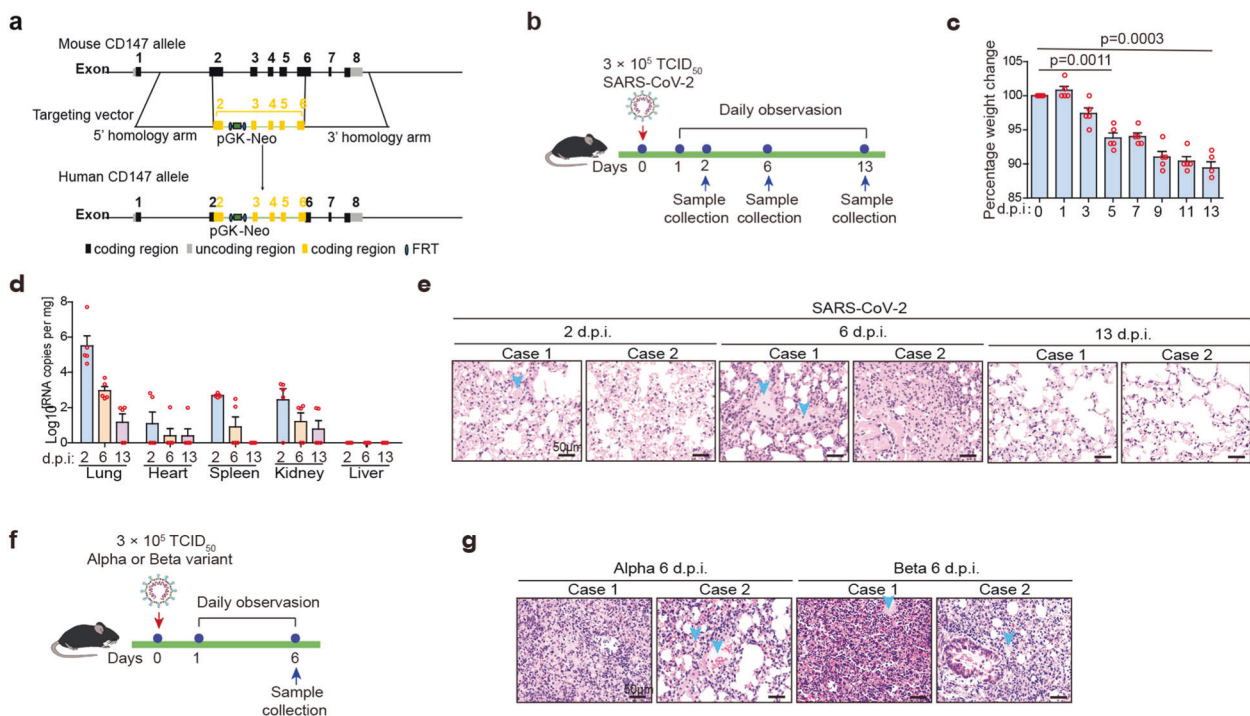 a
Mouse CD147 allele
1 2 3 4 5 6 7 8
Exon
2 3 4 5 6
Targeting vector
5' homology arm 3' homology arm
pGK-Neo
Human CD147 allele
1 2 3 4 5 6 6 7 8
Exon
pGK-Neo
coding region uncoding region coding region FRT
b
3 × 10⁵ TCID₅₀
SARS-CoV-2
Daily observasion
Days 0 1 2 6 13
Sample collection
Sample collection
Sample collection
c
p=0.0003
p=0.0011
Percentage weight change
100
95
90
85
d.p.i: 0 1 3 5 7 9 11 13
d
Log10 RNA copies per mg
8
6
4
2
0
d.p.i: 2 6 13 2 6 13 2 6 13 2 6 13 2 6 13
Lung Heart Spleen Kidney Liver
e
SARS-CoV-2
2 d.p.i. 6 d.p.i. 13 d.p.i.
Case 1 Case 2 Case 1 Case 2 Case 1 Case 2
50μm
f
3 × 10⁵ TCID₅₀
Alpha or Beta variant
Daily observasion
Days 0 1 6
Sample
collection
g
Alpha 6 d.p.i. Beta 6 d.p.i.
Case 1 Case 2 Case 1 Case 2
50μm